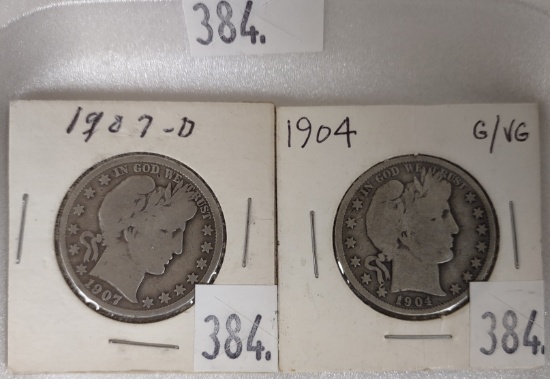 384.
1907-D
1904
G/VG
IN GOD WE TRUST
1907
384.
IN GOD WE TRUST
1904
384.